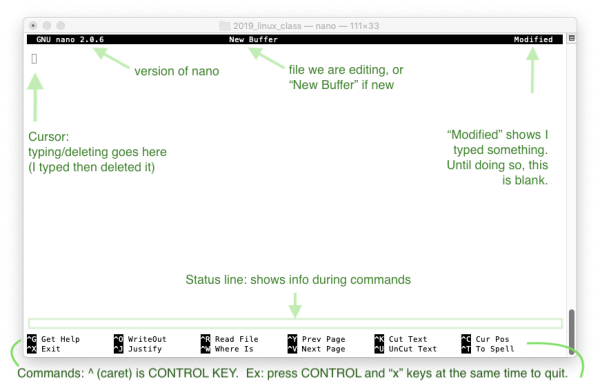 2019_linux_class — nano — 111×33
GNU nano 2.0.6 New Buffer Modified
version of nano
file we are editing, or
“New Buffer” if new
Cursor:
typing/deleting goes here
(I typed then deleted it)
“Modified” shows I
typed something.
Until doing so, this
is blank.
Status line: shows info during commands
^G Get Help ^O WriteOut ^R Read File ^Y Prev Page ^K Cut Text ^C Cur Pos
^X Exit ^J Justify ^W Where Is ^V Next Page ^U UnCut Text ^T To Spell
Commands: ^ (caret) is CONTROL KEY. Ex: press CONTROL and “x” keys at the same time to quit.